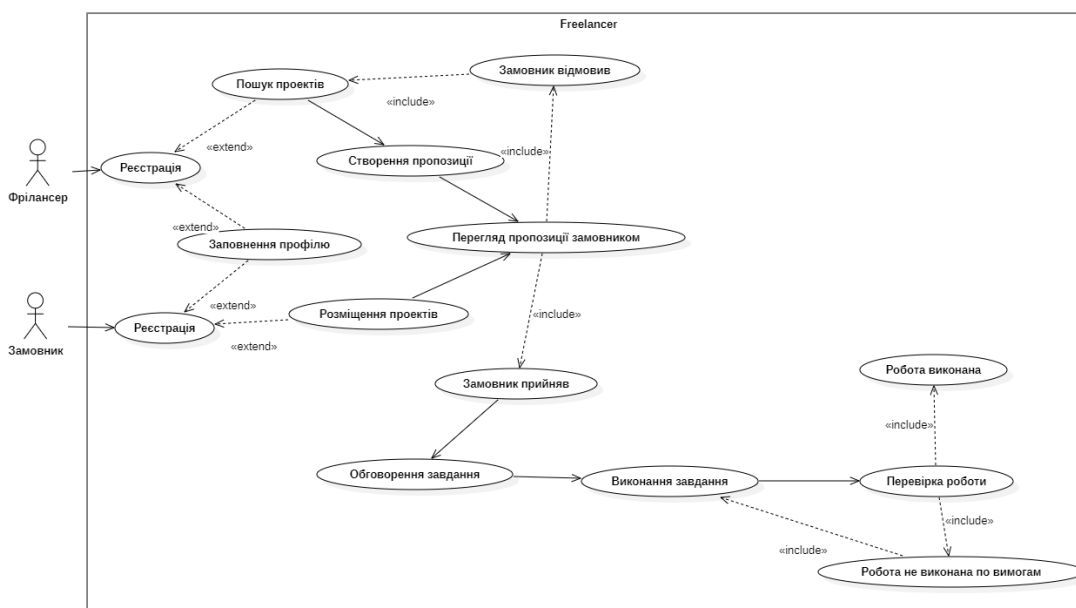 Freelancer
Замовник відмовив
Пошук проектів
«include»
«extend»
Створення пропозиції
«include»
Реєстрація
Фрілансер
«extend»
Заповнення профілю
Перегляд пропозиції замовником
«extend»
Розміщення проектів
«include»
Реєстрація
«extend»
Замовник
Замовник прийняв
Робота виконана
«include»
Обговорення завдання
Виконання завдання
Перевірка роботи
«include»
«include»
Робота не виконана по вимогам